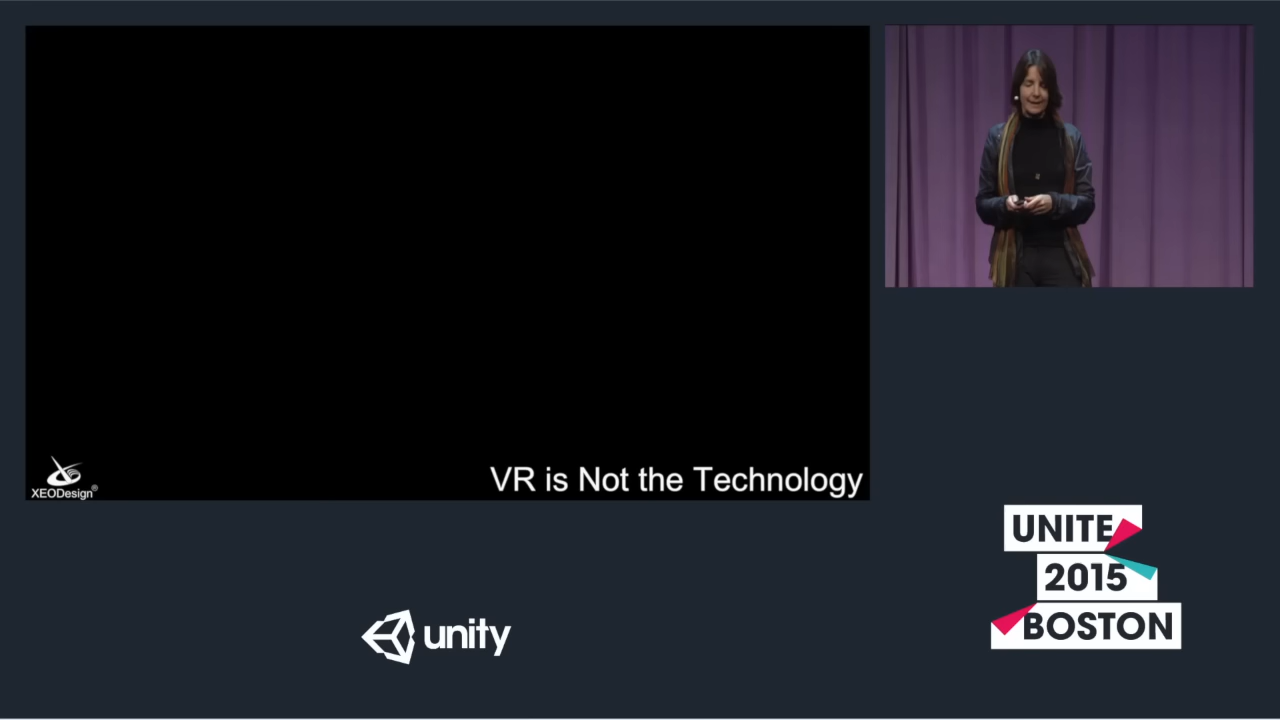 XEODesign®
VR is Not the Technology
unity
UNITE
2015
BOSTON